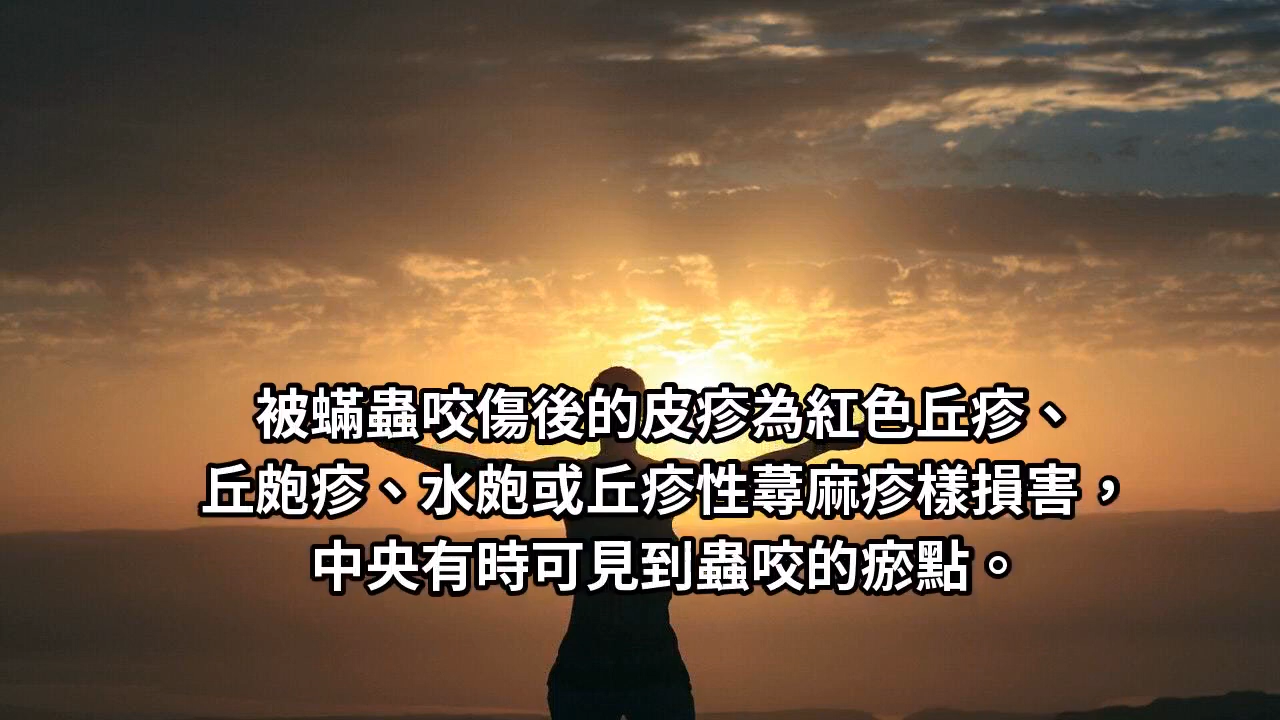 被蟎蟲咬傷後的皮疹為紅色丘疹、
丘皰疹、水皰或丘疹性蕁麻疹樣損害，
中央有時可見到蟲咬的瘀點。